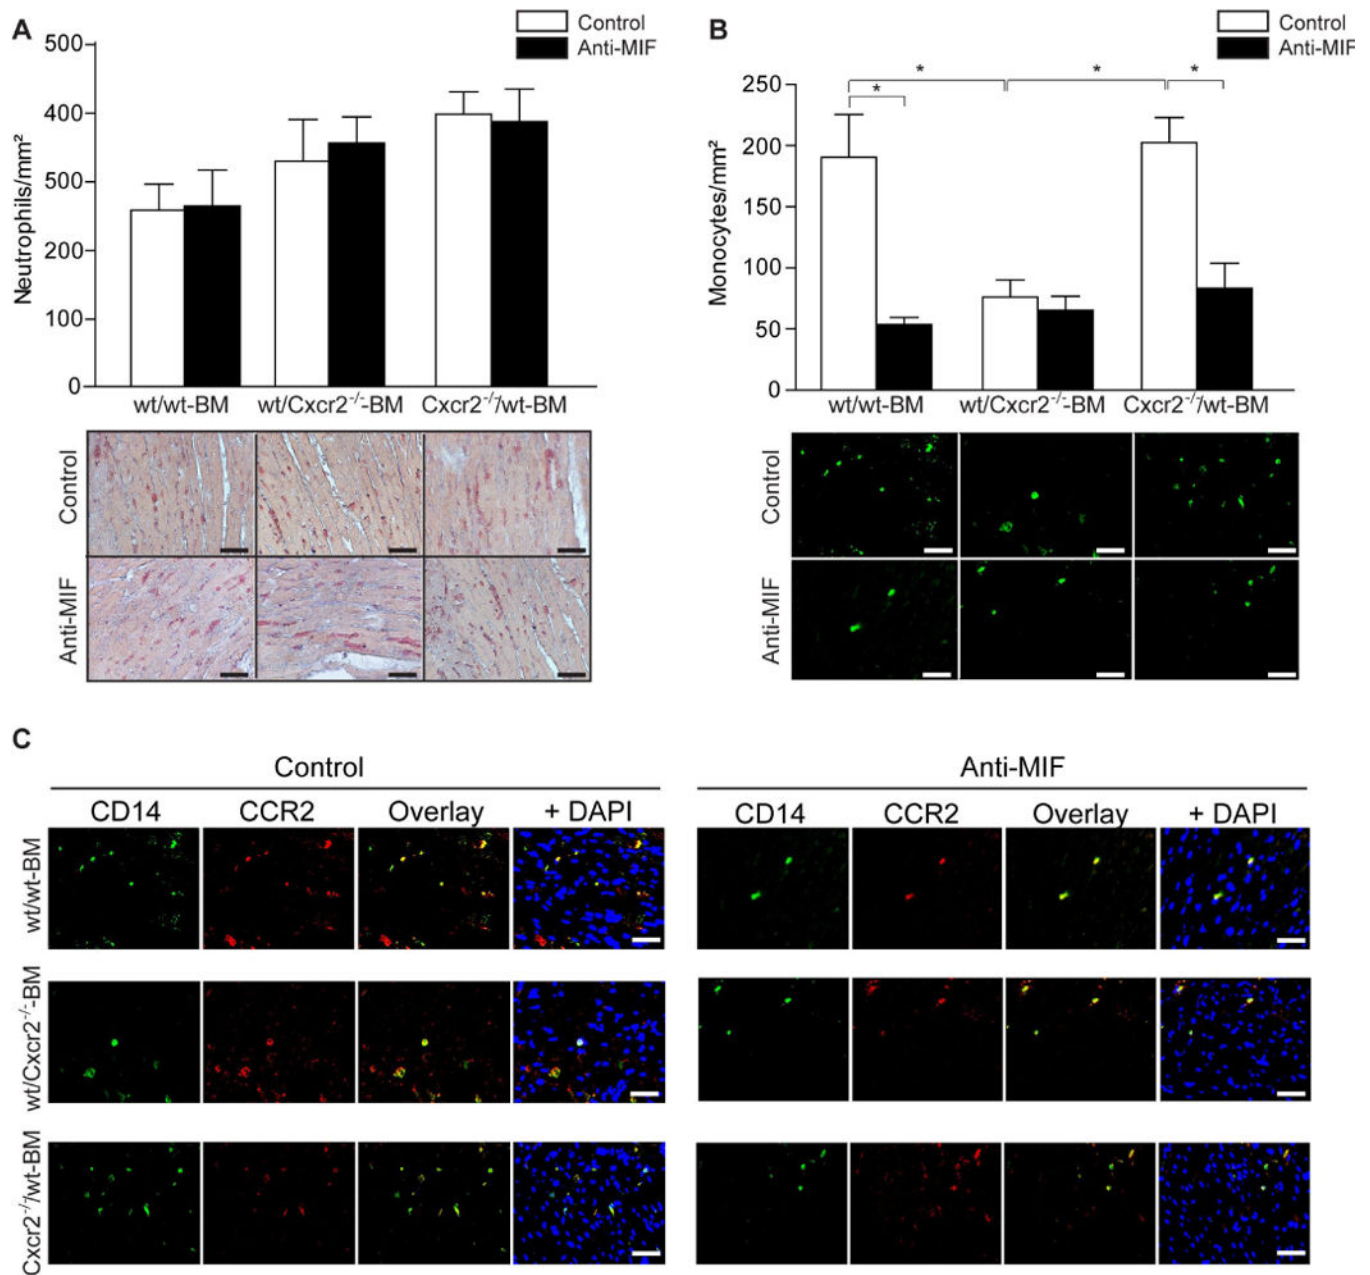 A
Control
Anti-MIF
500
400
500
200
100
0
Neutrophils/mm²
wt/wt-BM
wt/Cxcr2⁻/⁻-BM
Cxcr2⁻/⁻/wt-BM
Control
Anti-MIF
B
Control
Anti-MIF
* * *
*
250
200
150
100
50
0
Monocytes/mm²
wt/wt-BM
wt/Cxcr2⁻/⁻-BM
Cxcr2⁻/⁻/wt-BM
Control
Anti-MIF
C
Control
CD14 CCR2 Overlay + DAPI
Anti-MIF
CD14 CCR2 Overlay + DAPI
wt/wt-BM
wt/Cxcr2⁻/⁻-BM
Cxcr2⁻/⁻/wt-BM